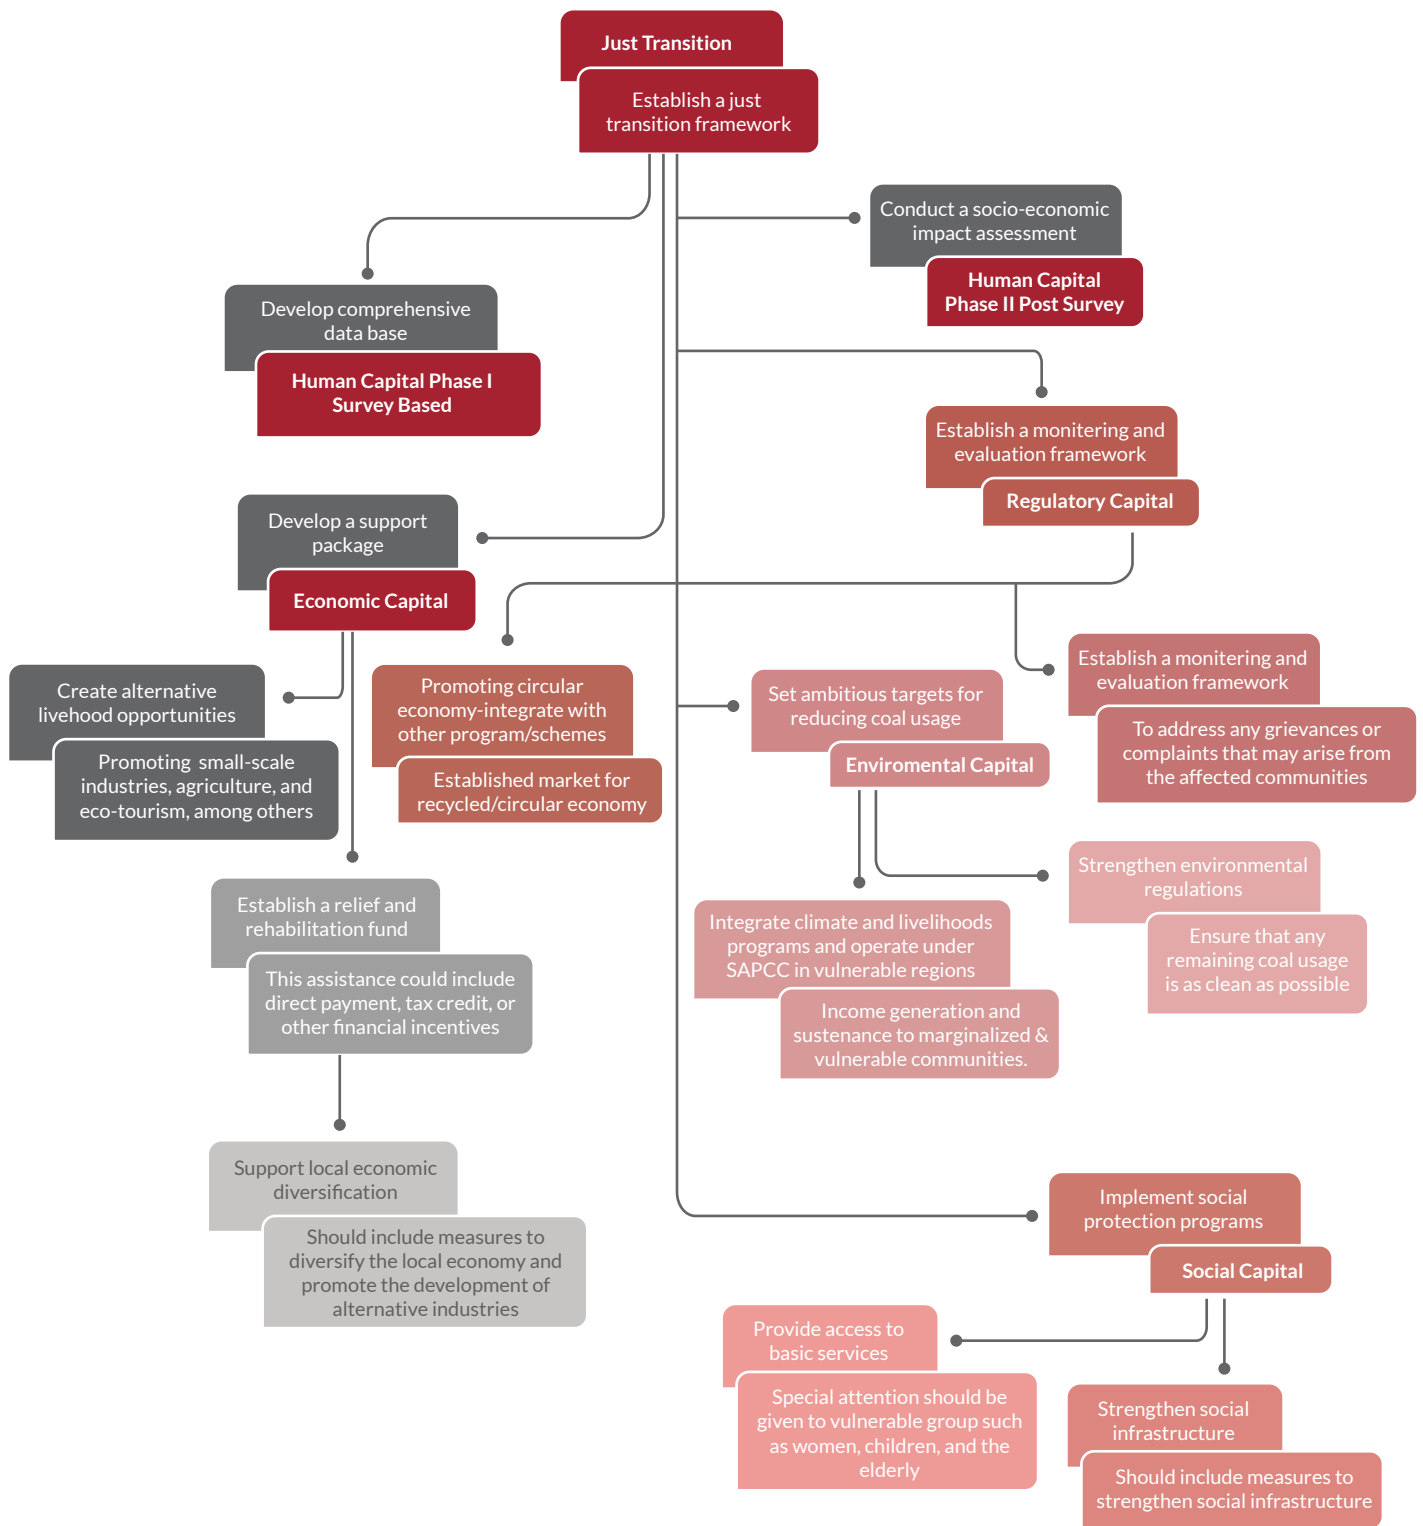 Just Transition
Establish a just
transition framework
Conduct a socio-economic
impact assessment
Human Capital
Phase II Post Survey
Develop comprehensive
data base
Human Capital Phase I
Survey Based
Establish a monitering and
evaluation framework
Regulatory Capital
Develop a support
package
Economic Capital
Create alternative
livehood opportunities
Promoting small-scale
industries, agriculture, and
eco-tourism, among others
Promoting circular
economy-integrate with
other program/schemes
Established market for
recycled/circular economy
Set ambitious targets for
reducing coal usage
Enviromental Capital
Establish a monitering and
evaluation framework
To address any grievances or
complaints that may arise from
the affected communities
Establish a relief and
rehabilitation fund
This assistance could include
direct payment, tax credit, or
other financial incentives
Integrate climate and livelihoods
programs and operate under
SAPCC in vulnerable regions
Income generation and
sustenance to marginalized &
vulnerable communities.
Strengthen environmental
regulations
Ensure that any
remaining coal usage
is as clean as possible
Support local economic
diversification
Should include measures to
diversify the local economy and
promote the development of
alternative industries
Implement social
protection programs
Social Capital
Provide access to
basic services
Special attention should be
given to vulnerable group such
as women, children, and the
elderly
Strengthen social
infrastructure
Should include measures to
strengthen social infrastructure